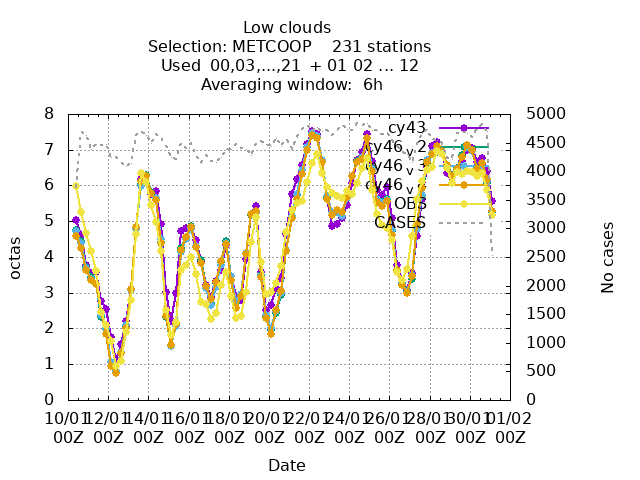 Low clouds
Selection: METCOOP 231 stations
Used 00,03,...,21 + 01 02 ... 12
Averaging window: 6h
octas
8
7
6
5
4
3
2
1
0
cy43
cy46_v_2
cy46_v_3
OBS
CASES
5000
4500
4000
3500
3000
2500
2000
1500
1000
500
0
No cases
10/01 12/01 14/01 16/01 18/01 20/01 22/01 24/01 26/01 28/01 30/01 01/02
00Z 00Z 00Z 00Z 00Z 00Z 00Z 00Z 00Z 00Z 00Z 00Z
Date